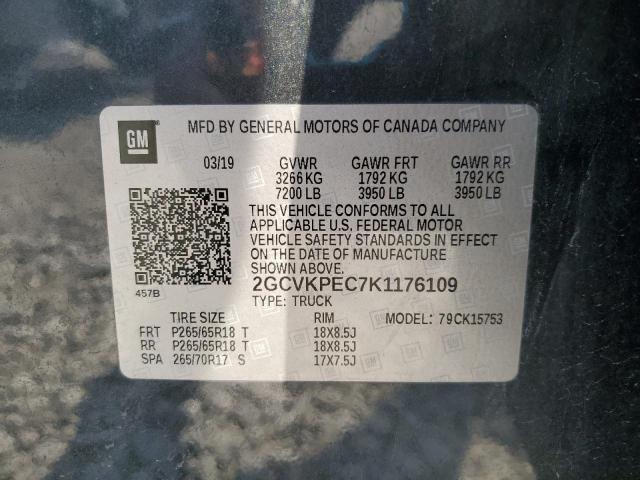 GM
MFD BY GENERAL MOTORS OF CANADA COMPANY
03/19 GVWR GAWR FRT GAWR RR
3266 KG 1792 KG 1792 KG
7200 LB 3950 LB 3950 LB
THIS VEHICLE CONFORMS TO ALL
APPLICABLE U.S. FEDERAL MOTOR
VEHICLE SAFETY STANDARDS IN EFFECT
ON THE DATE OF MANUFACTURE
SHOWN ABOVE.
457B
2GCVKPEC7K1176109
TYPE: TRUCK
TIRE SIZE RIM MODEL: 79CK15753
FRT P265/65R18 T 18X8.5J
RR P265/65R18 T 18X8.5J
SPA 265/70R17 S 17X7.5J